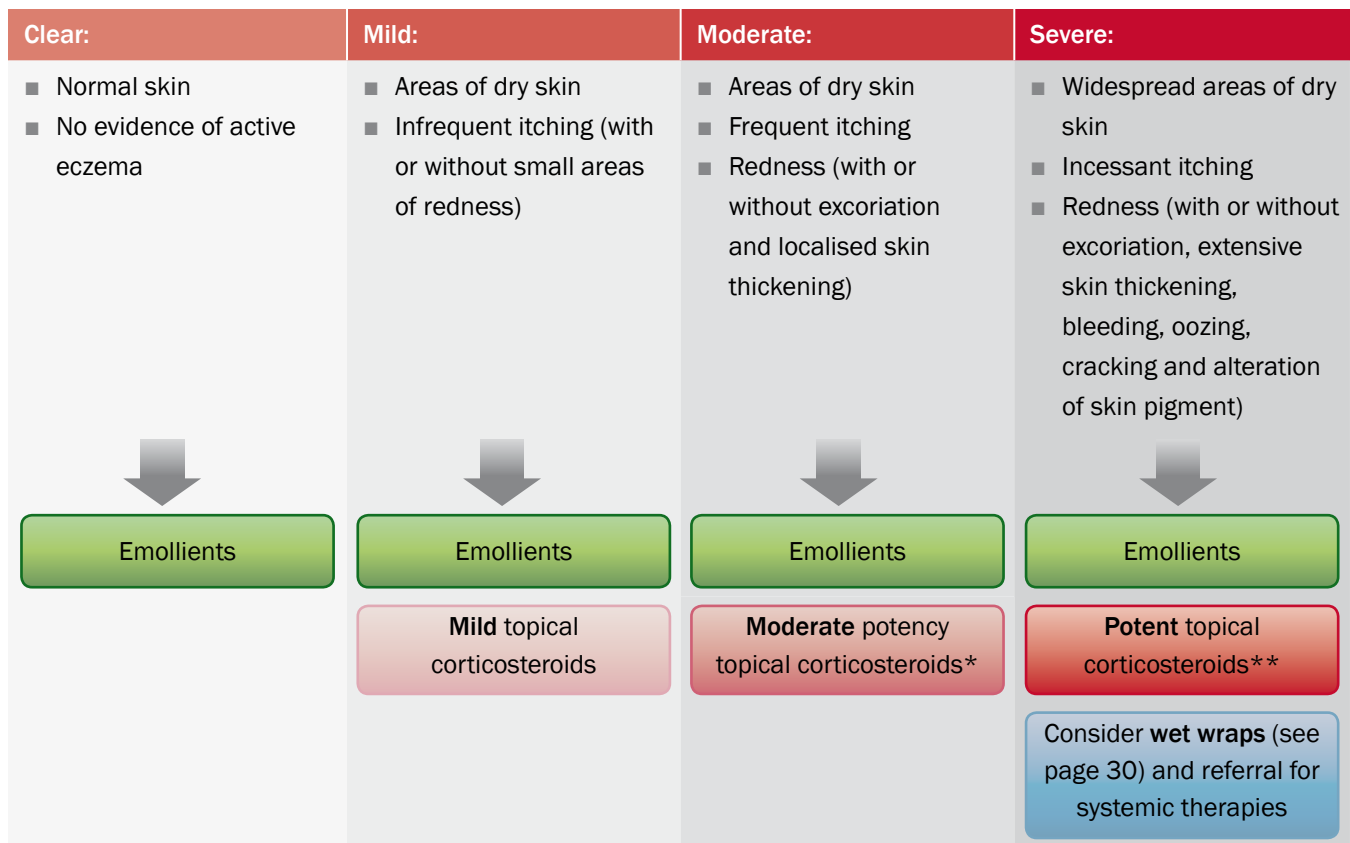 Clear:
■ Normal skin
■ No evidence of active
eczema
Emollients
Mild:
■ Areas of dry skin
■ Infrequent itching (with
or without small areas
of redness)
Emollients
Mild topical
corticosteroids
Moderate:
■ Areas of dry skin
■ Frequent itching
■ Redness (with or
without excoriation
and localised skin
thickening)
Emollients
Moderate potency
topical corticosteroids*
Severe:
■ Widespread areas of dry
skin
■ Incessant itching
■ Redness (with or without
excoriation, extensive
skin thickening,
bleeding, oozing,
cracking and alteration
of skin pigment)
Emollients
Potent topical
corticosteroids**
Consider wet wraps (see
page 30) and referral for
systemic therapies